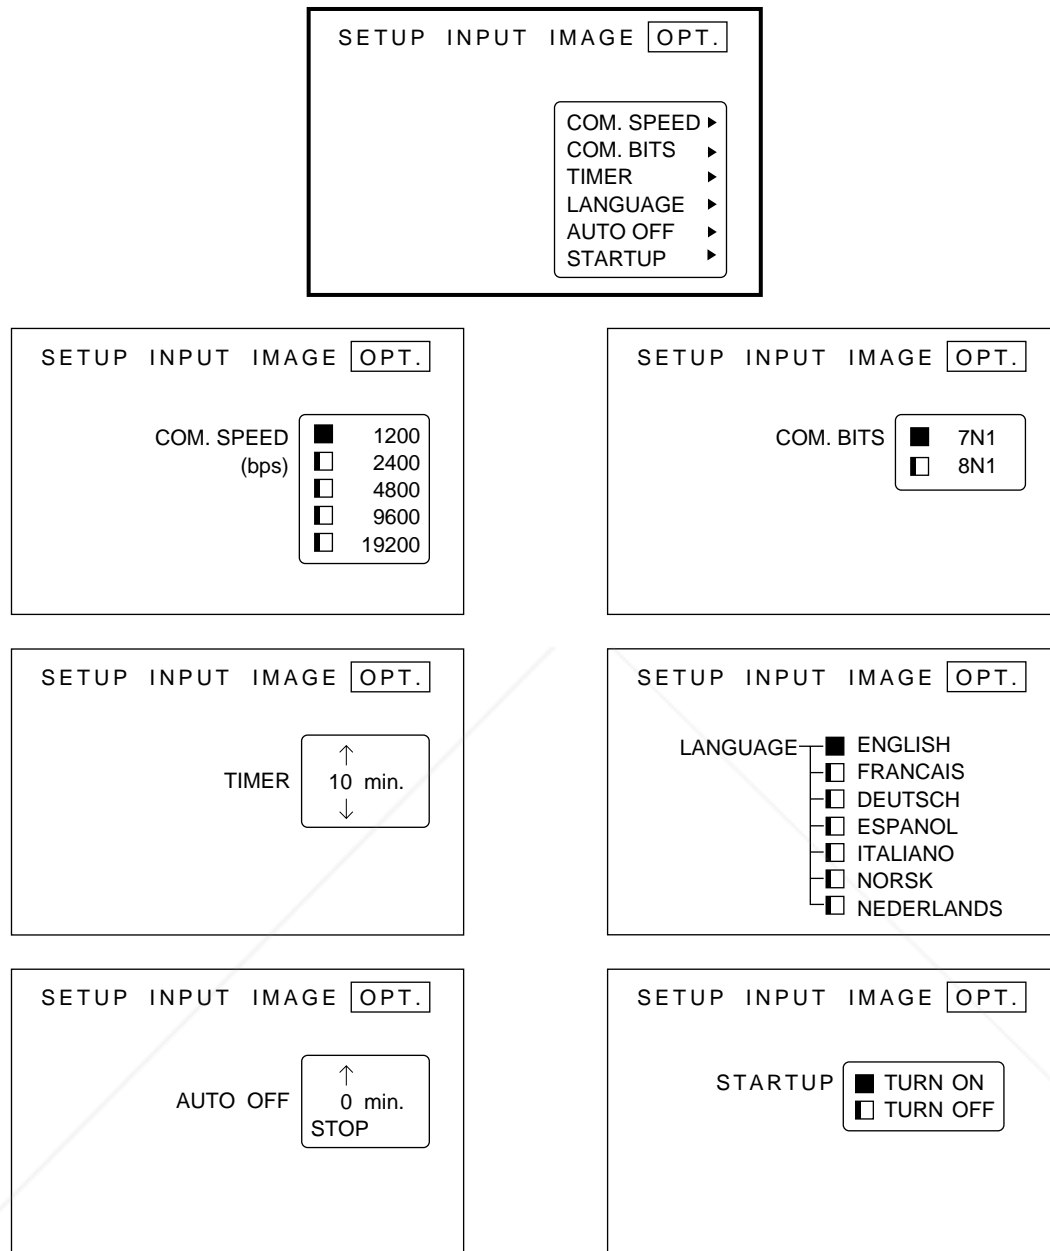 SETUP INPUT IMAGE OPT.
COM. SPEED
COM. BITS
TIMER
LANGUAGE
AUTO OFF
STARTUP
SETUP INPUT IMAGE OPT.
COM. SPEED 1200
(bps) 2400
4800
9600
19200
SETUP INPUT IMAGE OPT.
COM. BITS 7N1
8N1
SETUP INPUT IMAGE OPT.
↑
TIMER 10 min.
↓
SETUP INPUT IMAGE OPT.
LANGUAGE ENGLISH
FRANCAIS
DEUTSCH
ESPANOL
ITALIANO
NORSK
NEDERLANDS
SETUP INPUT IMAGE OPT.
↑
AUTO OFF 0 min.
STOP
SETUP INPUT IMAGE OPT.
STARTUP TURN ON
TURN OFF